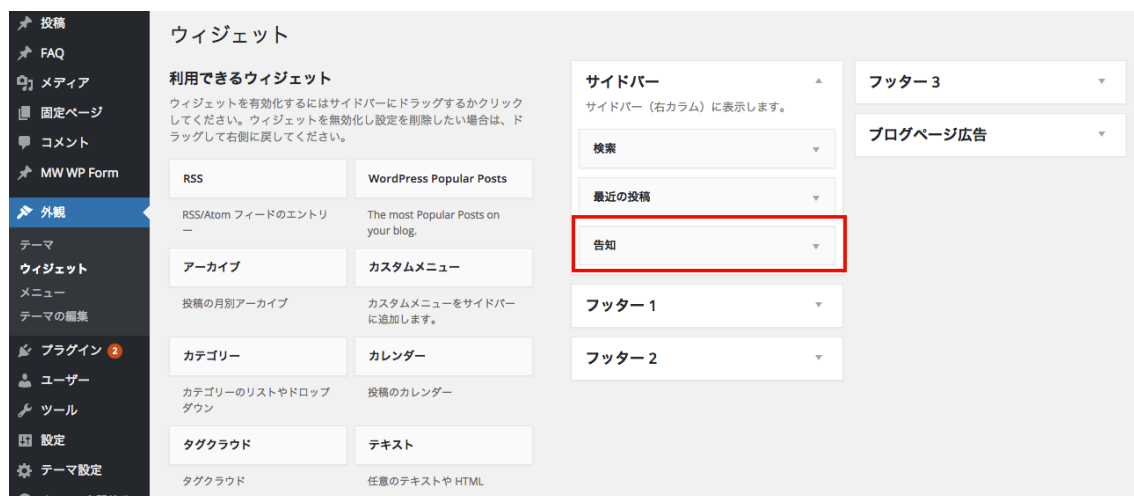 投稿
FAQ
メディア
固定ページ
コメント
MW WP Form
外観
テーマ
ウィジェット
メニュー
テーマの編集
プラグイン 2
ユーザー
ツール
設定
テーマ設定
ウィジェット
利用できるウィジェット
ウィジェットを有効化するにはサイドバーにドラッグするかクリック
してください。ウィジェットを無効化し設定を削除したい場合は、ド
ラッグして右側に戻してください。
RSS
RSS/Atom フィードのエントリ
ー
WordPress Popular Posts
The most Popular Posts on
your blog.
アーカイブ
投稿の月別アーカイブ
カスタムメニュー
カスタムメニューをサイドバー
に追加します。
カテゴリー
カテゴリーのリストやドロップ
ダウン
カレンダー
投稿のカレンダー
タグクラウド
タグクラウド
テキスト
任意のテキストや HTML
サイドバー
サイドバー（右カラム）に表示します。
検索
最近の投稿
告知
フッター 1
フッター 2
フッター 3
ブログページ広告